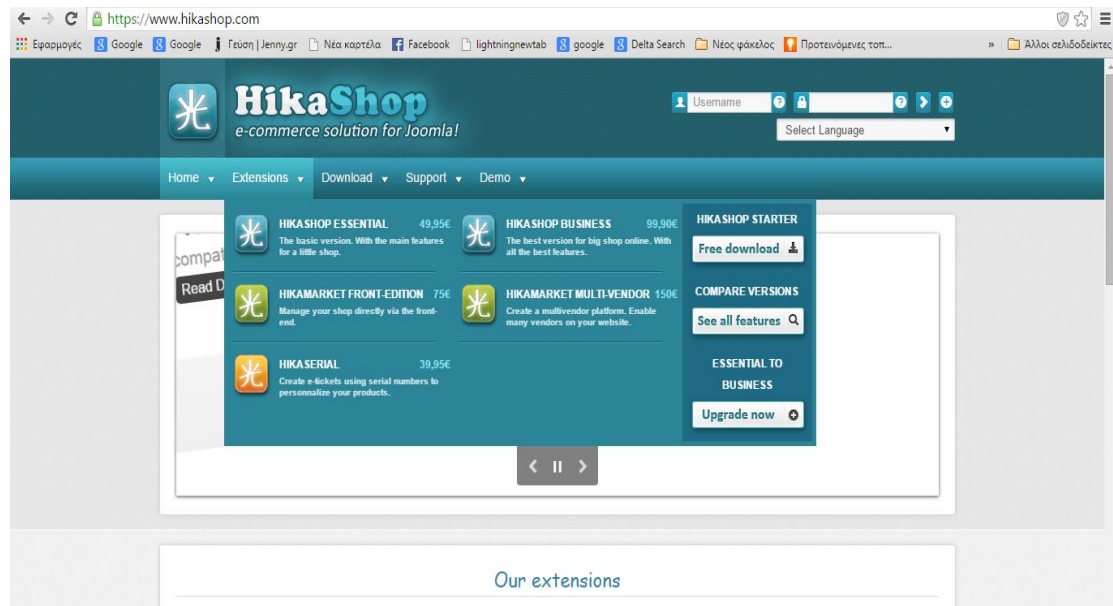 https://www.hikashop.com
Εφαρμογές Google Google Γεύση | Jenny.gr Νέα καρτέλα Facebook lightningnewtab google Delta Search Νέος φάκελος Προτεινόμενες τοπ... » Άλλοι σελιδοδείκτες
HikaShop
e-commerce solution for Joomla!
Username
Select Language
Home Extensions Download Support Demo
compat
Read D
HIKASHOP ESSENTIAL 49,95€
The basic version. With the main features
for a little shop.
HIKASHOP BUSINESS 99,90€
The best version for big shop online. With
all the best features.
HIKAMARKET FRONT-EDITION 75€
Manage your shop directly via the front-
end.
HIKAMARKET MULTI-VENDOR 150€
Create a multivendor platform. Enable
many vendors on your website.
HIKASERIAL 39,95€
Create e-tickets using serial numbers to
personnalize your products.
HIKASHOP STARTER
Free download
COMPARE VERSIONS
See all features
ESSENTIAL TO
BUSINESS
Upgrade now
Our extensions